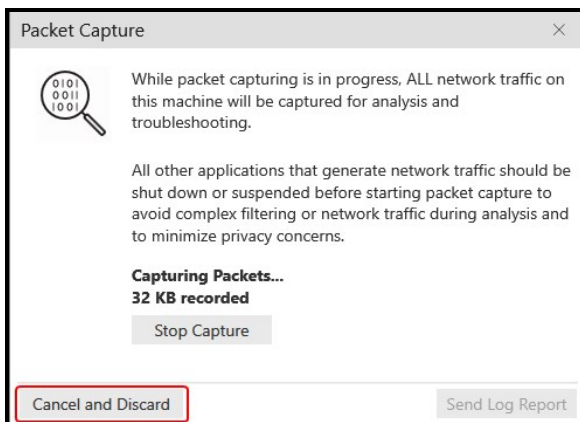 Packet Capture
0101
0011
1001
While packet capturing is in progress, ALL network traffic on
this machine will be captured for analysis and
troubleshooting.
All other applications that generate network traffic should be
shut down or suspended before starting packet capture to
avoid complex filtering or network traffic during analysis and
to minimize privacy concerns.
Capturing Packets...
32 KB recorded
Stop Capture
Cancel and Discard
Send Log Report